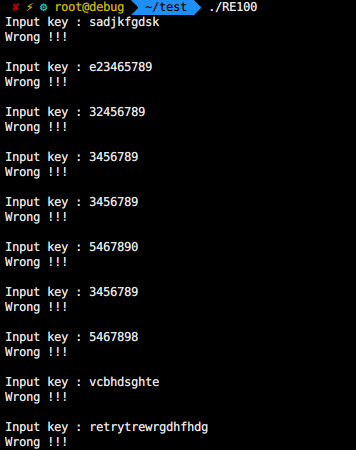 ✘ ⚡ ⚙ root@debug ~/test ./RE100
Input key : sadjkfgdsk
Wrong !!!
Input key : e23465789
Wrong !!!
Input key : 32456789
Wrong !!!
Input key : 3456789
Wrong !!!
Input key : 3456789
Wrong !!!
Input key : 5467890
Wrong !!!
Input key : 3456789
Wrong !!!
Input key : 5467898
Wrong !!!
Input key : vcbhdsghte
Wrong !!!
Input key : retrytrewrgdhfhdg
Wrong !!!